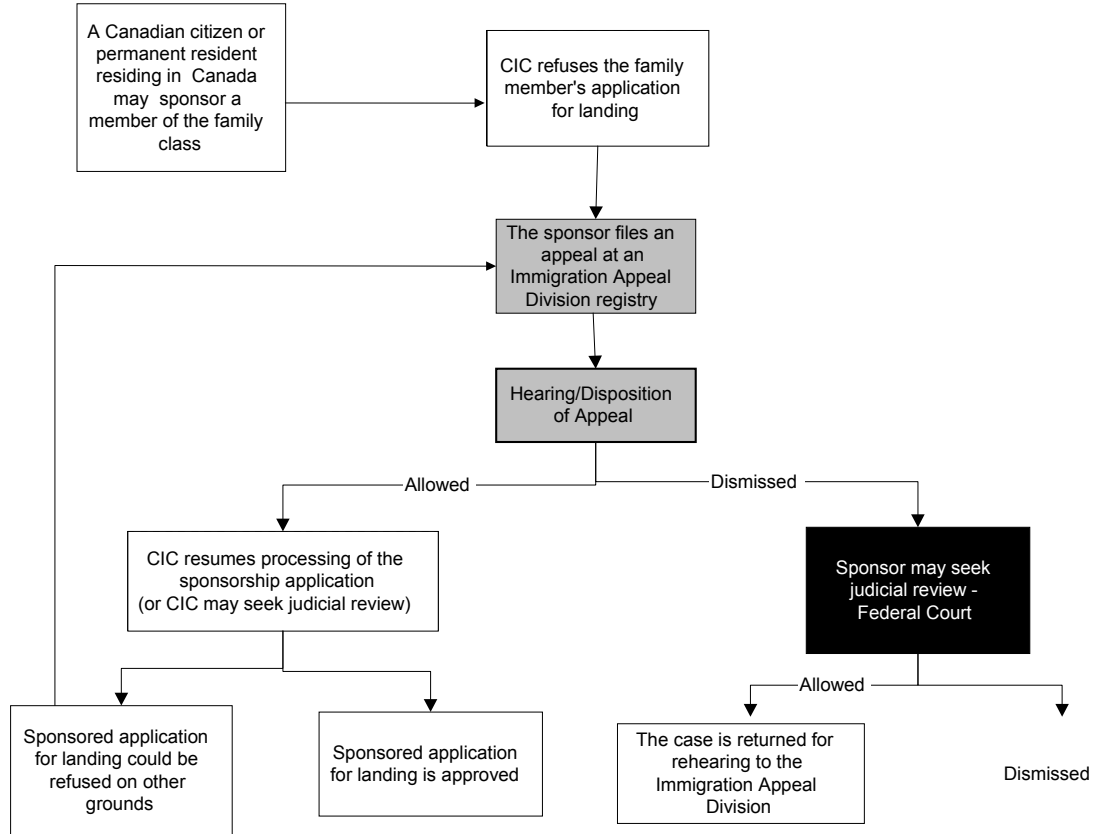 A Canadian citizen or
permanent resident
residing in Canada
may sponsor a
member of the family
class
CIC refuses the family
member's application
for landing
The sponsor files an
appeal at an
Immigration Appeal
Division registry
Hearing/Disposition
of Appeal
Allowed
Dismissed
CIC resumes processing of the
sponsorship application
(or CIC may seek judicial review)
Sponsor may seek
judicial review -
Federal Court
Allowed
Sponsored application
for landing could be
refused on other
grounds
Sponsored application
for landing is approved
The case is returned for
rehearing to the
Immigration Appeal
Division
Dismissed